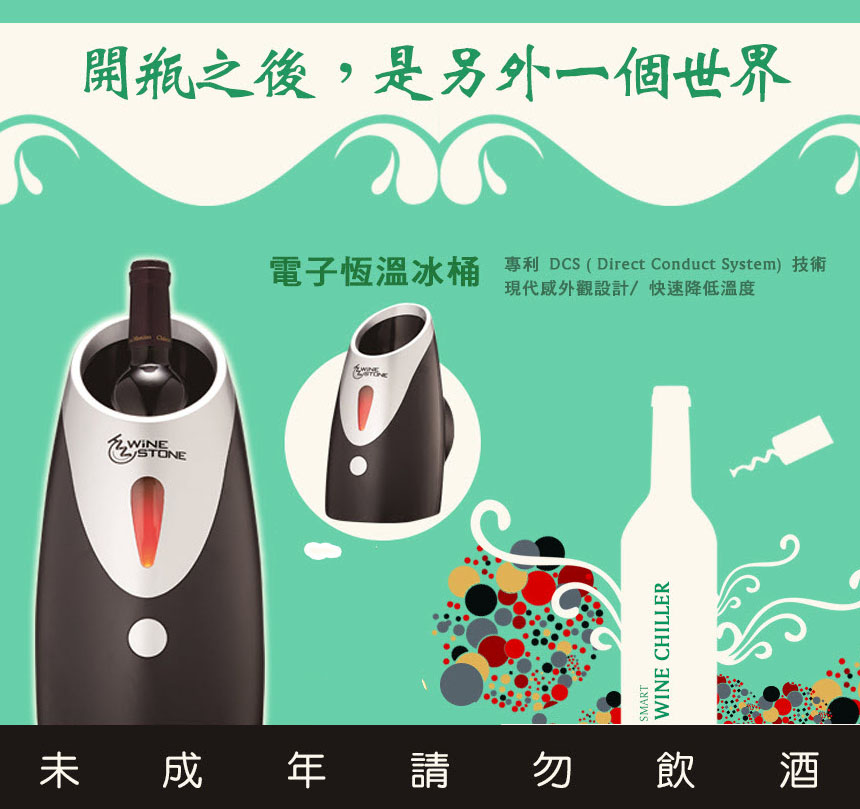 開瓶之後，是另外一個世界
電子恆溫冰桶
專利 DCS ( Direct Conduct System) 技術
現代感外觀設計/ 快速降低溫度
WINE
STONE
WINE
STONE
SMART
WINE CHILLER
未成年請勿飲酒